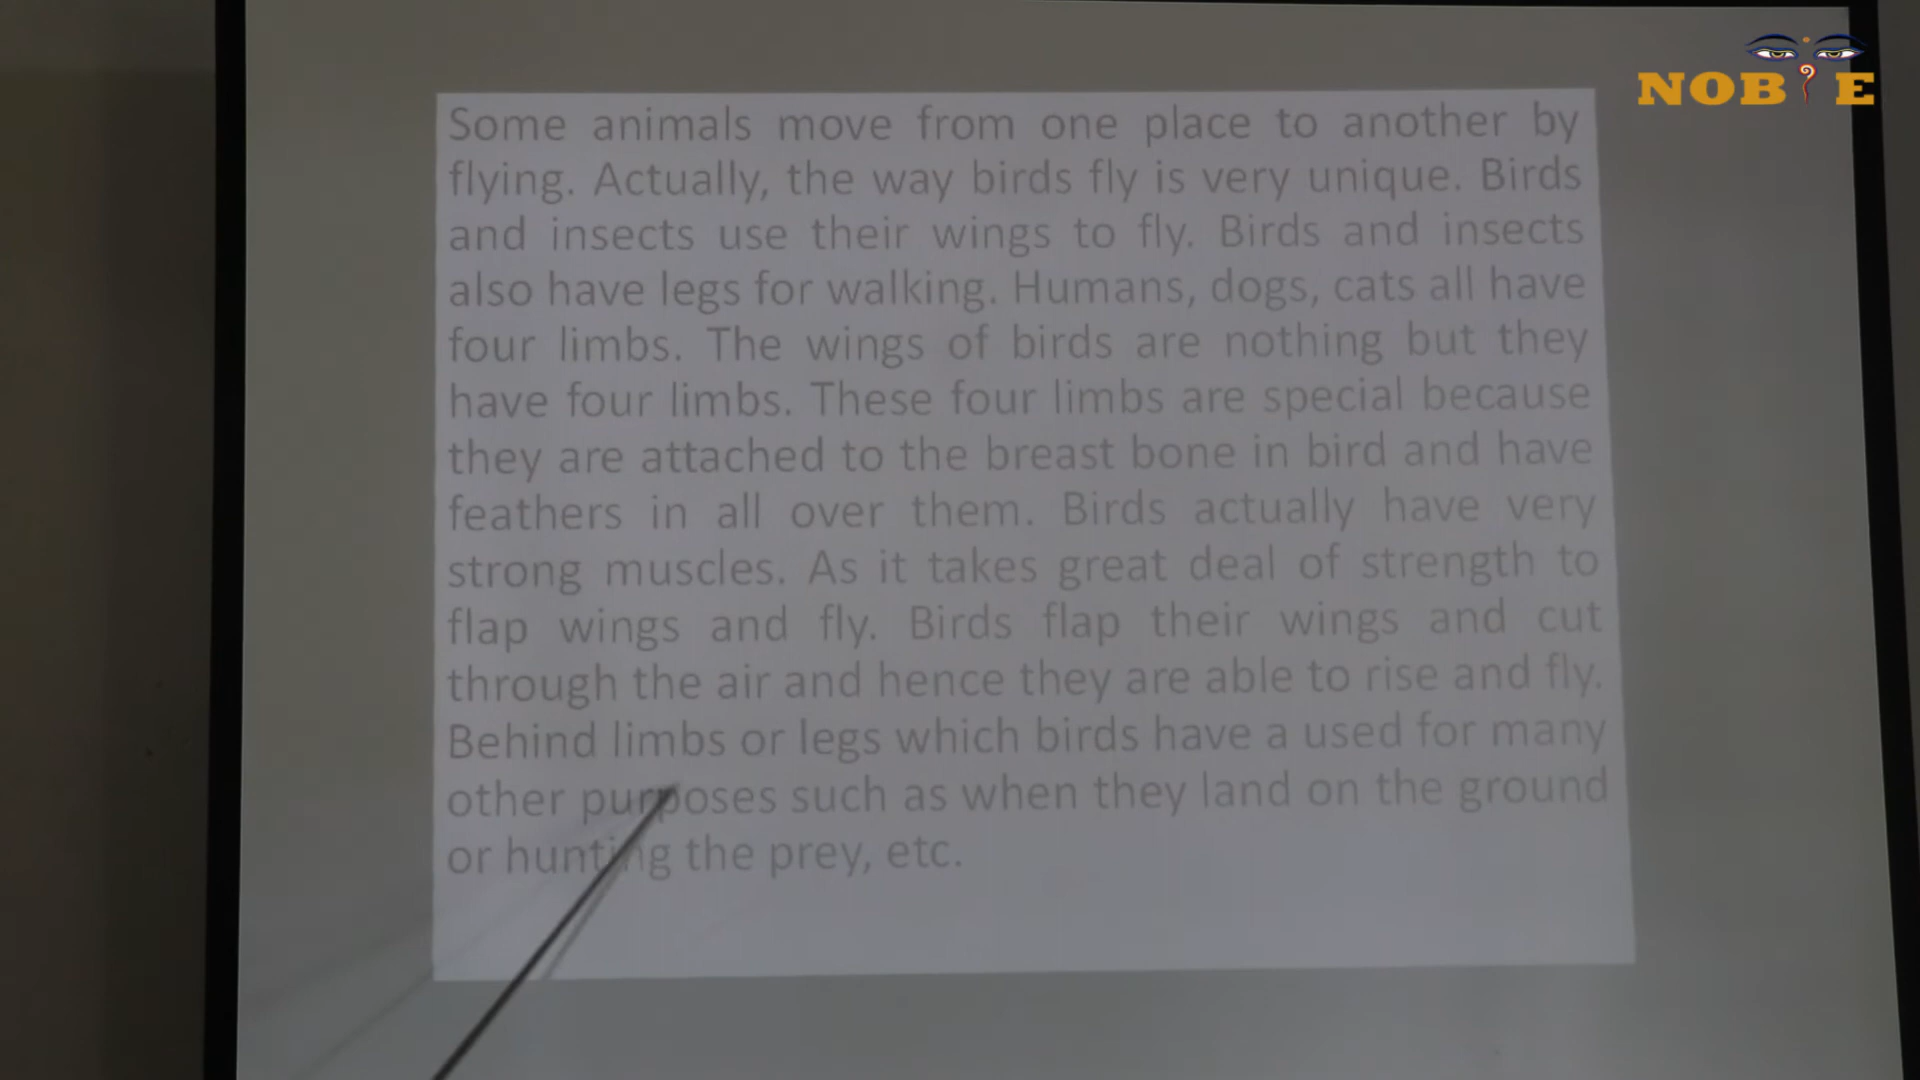 NOB E
Some animals move from one place to another by
flying. Actually, the way birds fly is very unique. Birds
and insects use their wings to fly. Birds and insects
also have legs for walking. Humans, dogs, cats all have
four limbs. The wings of birds are nothing but they
have four limbs. These four limbs are special because
they are attached to the breast bone in bird and have
feathers in all over them. Birds actually have very
strong muscles. As it takes great deal of strength to
flap wings and fly. Birds flap their wings and cut
through the air and hence they are able to rise and fly.
Behind limbs or legs which birds have a used for many
other purposes such as when they land on the ground
or hunting the prey, etc.